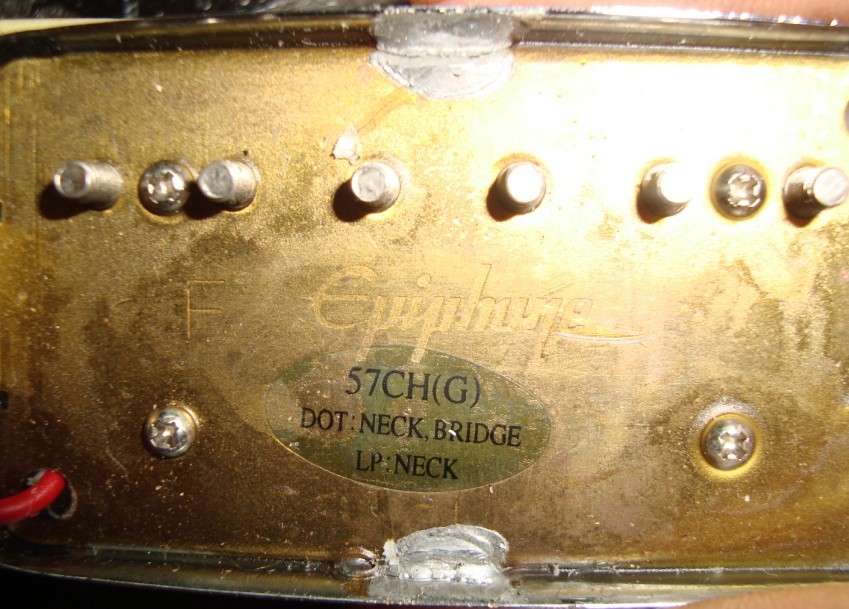 F
Epiphone
57CH(G)
DOT:NECK, BRIDGE
LP:NECK